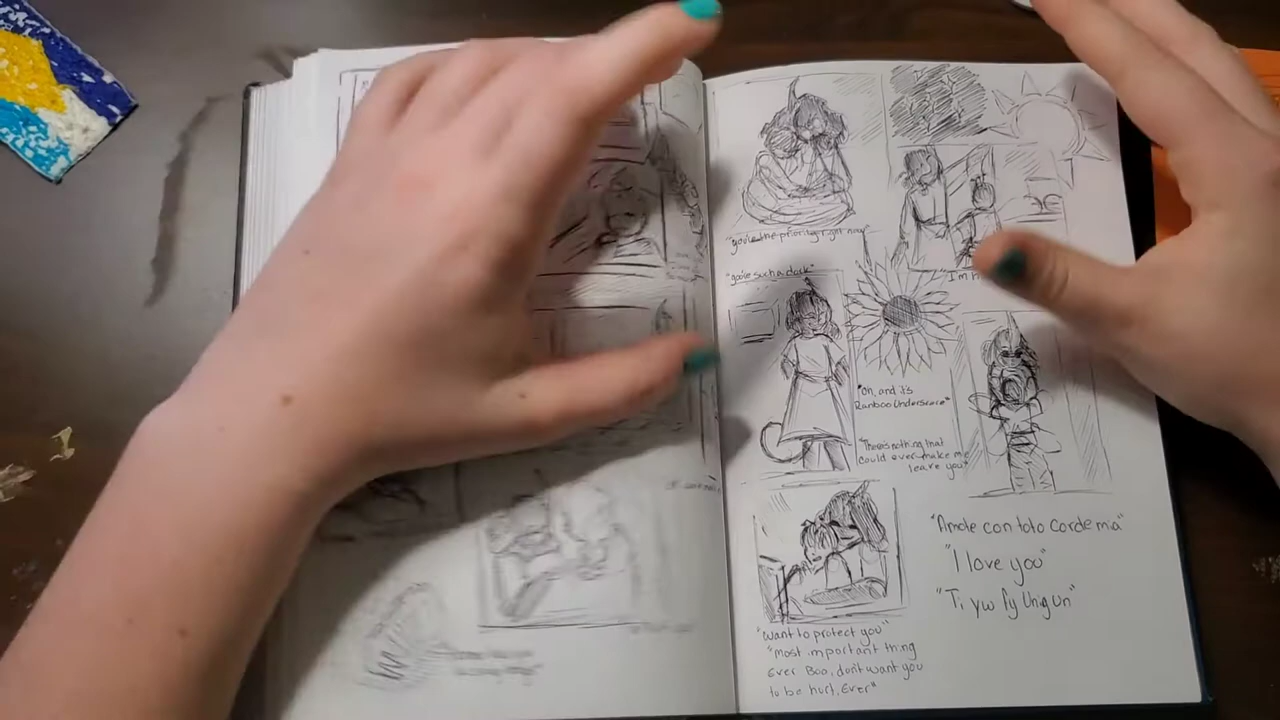 "you're the priority right now"
"you're such a dork"
"Oh, and it's
Ranboo Underscore"
"There's nothing that
could ever make me
leave you"
"Amote con toto corde mia"
"I love you"
"Ti yw fy Ungun"
"want to protect you"
"most important thing
Ever Boo, don't want you
to be hurt, Ever"